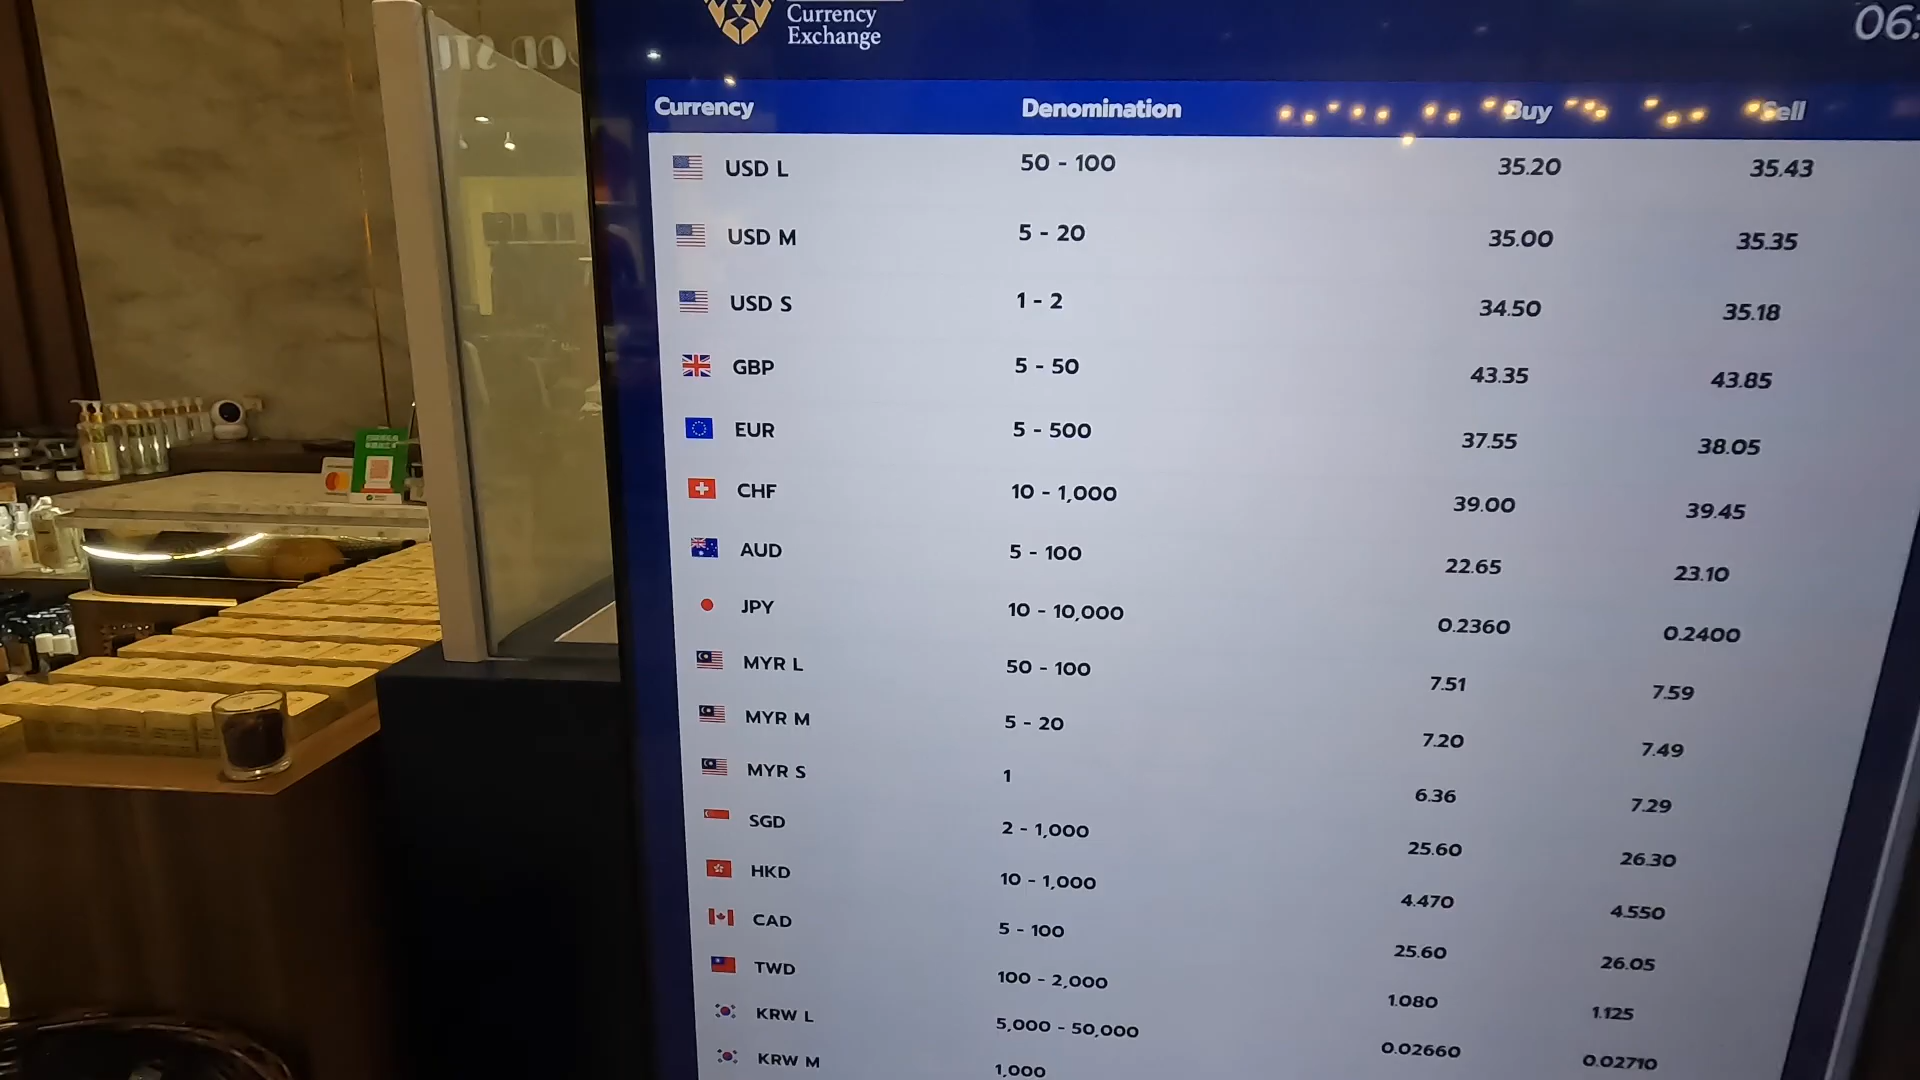 Currency
Exchange
06:
Currency Denomination Buy Sell
USD L 50 - 100 35.20 35.43
USD M 5 - 20 35.00 35.35
USD S 1 - 2 34.50 35.18
GBP 5 - 50 43.35 43.85
EUR 5 - 500 37.55 38.05
CHF 10 - 1,000 39.00 39.45
AUD 5 - 100 22.65 23.10
JPY 10 - 10,000 0.2360 0.2400
MYR L 50 - 100 7.51 7.59
MYR M 5 - 20 7.20 7.49
MYR S 1 6.36 7.29
SGD 2 - 1,000 25.60 26.30
HKD 10 - 1,000 4.470 4.550
CAD 5 - 100 25.60 26.05
TWD 100 - 2,000 1.080 1.125
KRW L 5,000 - 50,000 0.02660 0.02710
KRW M 1,000